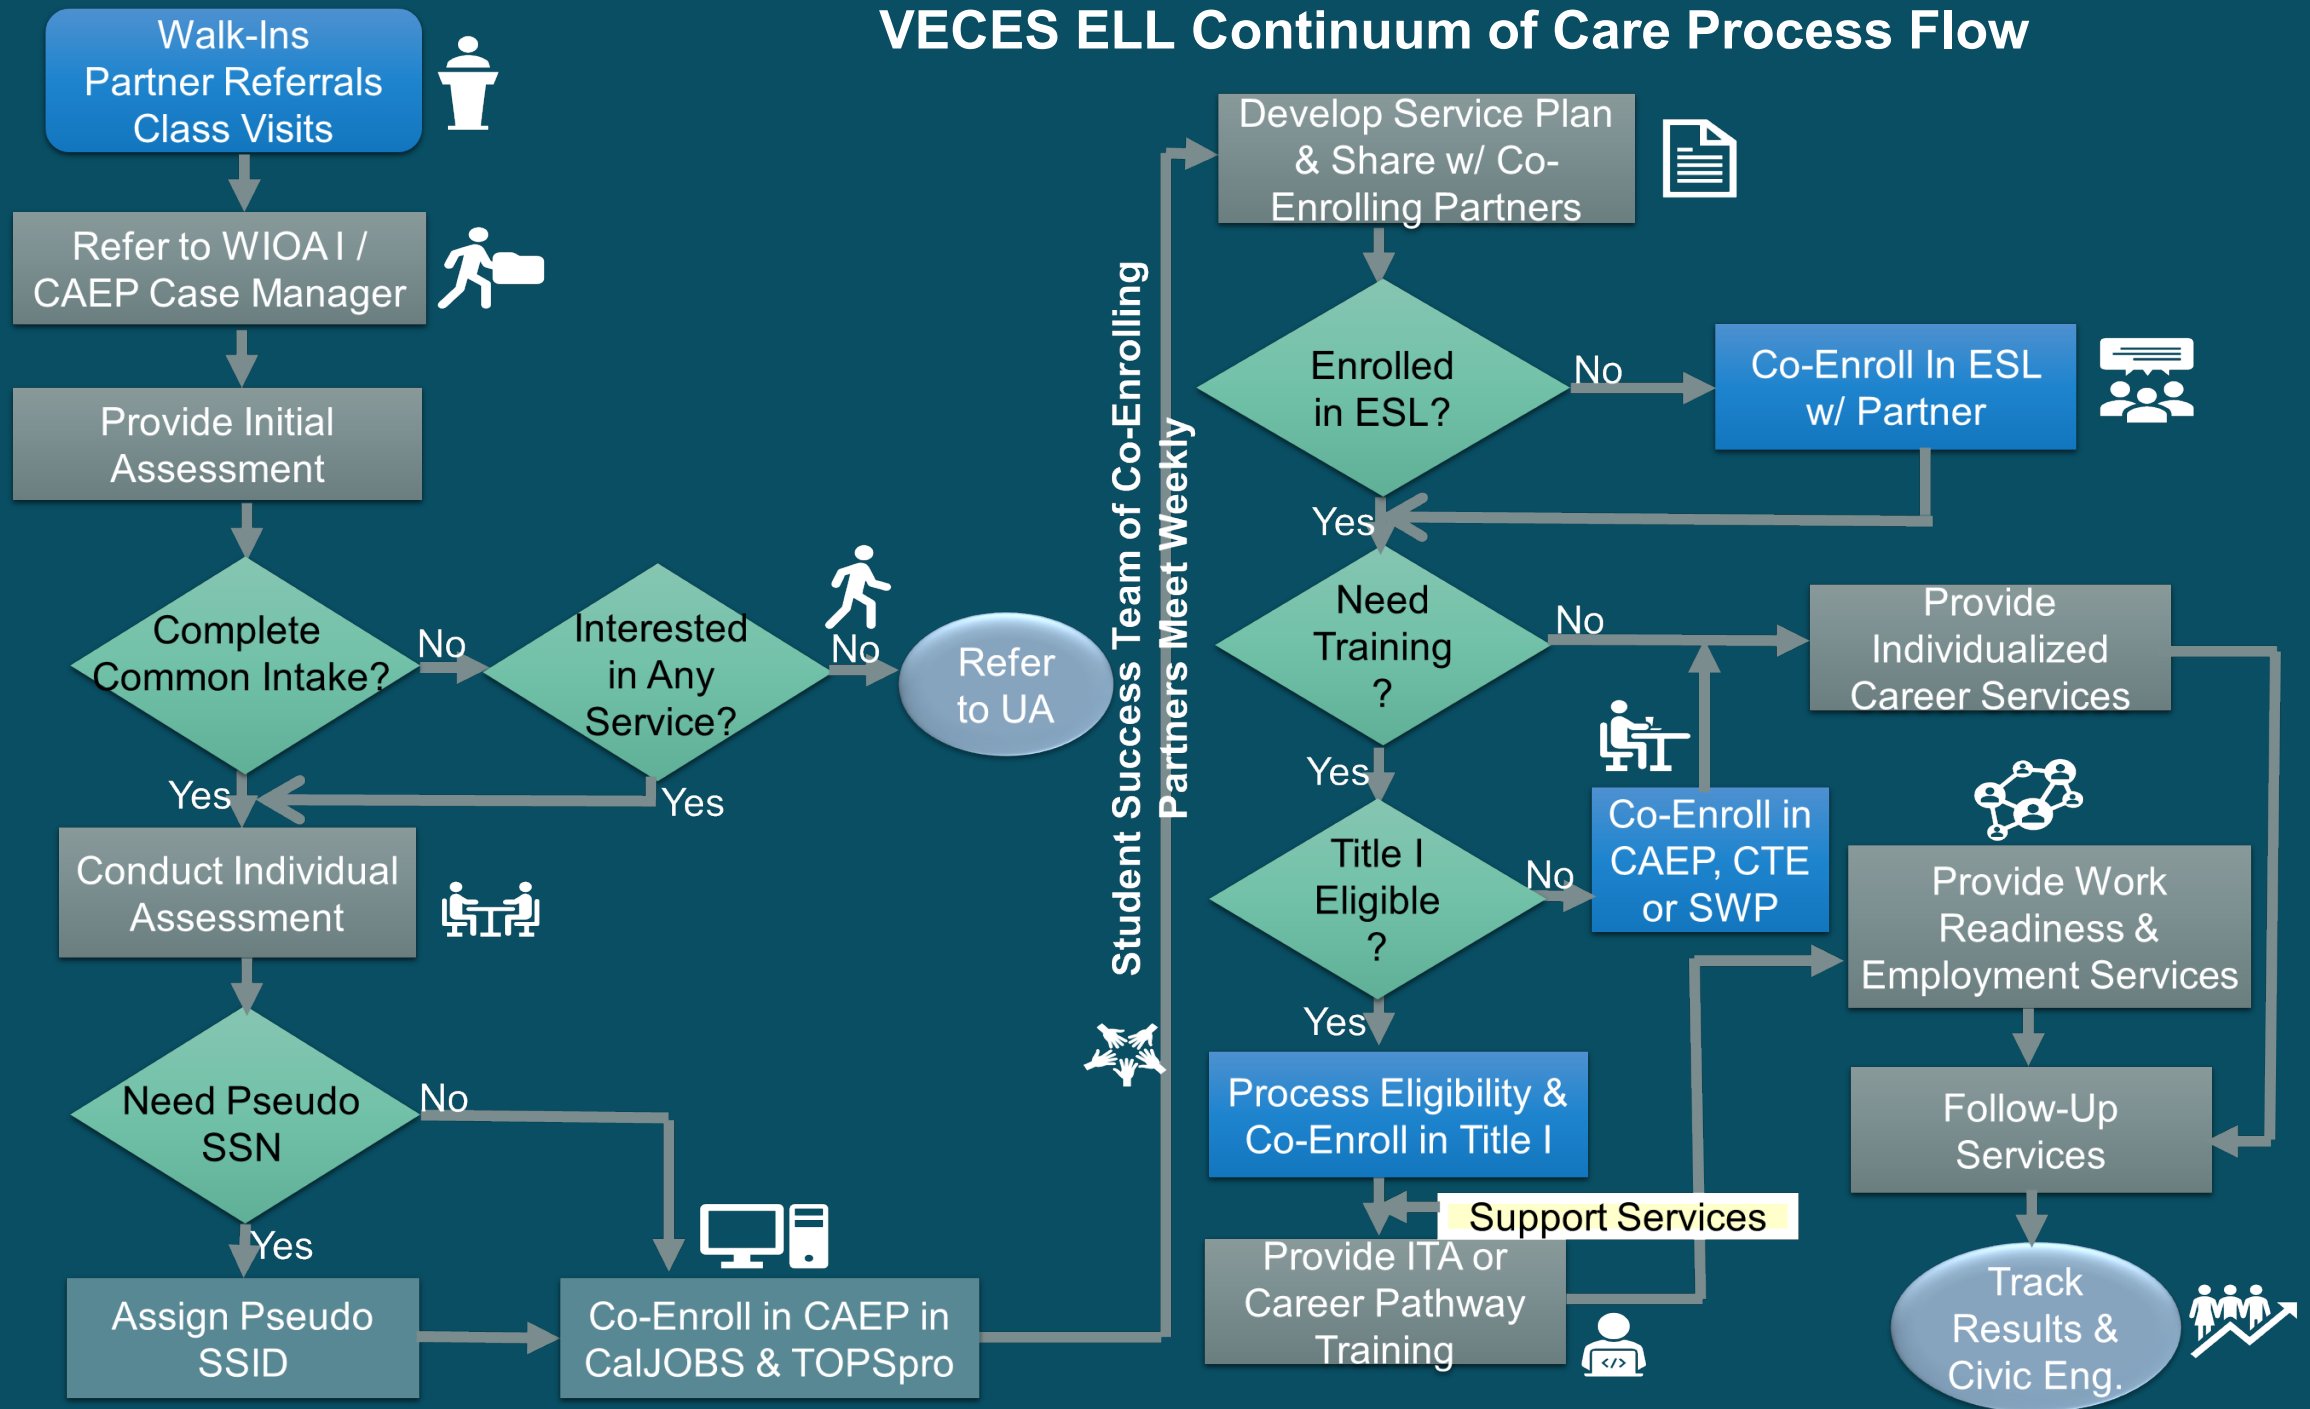 VECES ELL Continuum of Care Process Flow
Walk-Ins
Partner Referrals
Class Visits
Refer to WIOA I /
CAEP Case Manager
Provide Initial
Assessment
Complete
Common Intake?
No
Interested
in Any
Service?
No
Refer
to UA
Yes
Yes
Conduct Individual
Assessment
Need Pseudo
SSN
No
Yes
Assign Pseudo
SSID
Co-Enroll in CAEP in
CalJOBS & TOPSpro
Student Success Team of Co-Enrolling
Partners Meet Weekly
Develop Service Plan
& Share w/ Co-
Enrolling Partners
Enrolled
in ESL?
No
Co-Enroll In ESL
w/ Partner
Yes
Need
Training
?
No
Provide
Individualized
Career Services
Yes
Title I
Eligible
?
No
Co-Enroll in
CAEP, CTE
or SWP
Yes
Process Eligibility &
Co-Enroll in Title I
Support Services
Provide ITA or
Career Pathway
Training
</>
Provide Work
Readiness &
Employment Services
Follow-Up
Services
Track
Results &
Civic Eng.